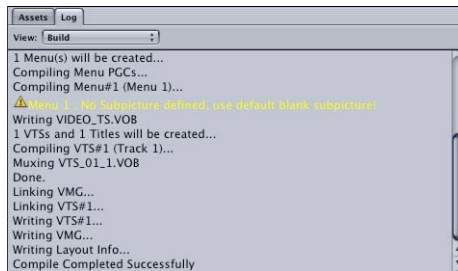 Assets Log
View: Build
1 Menu(s) will be created...
Compiling Menu PGCs...
Compiling Menu#1 (Menu 1)...
Menu 1 : No Subpicture defined, use default blank subpicture!
Writing VIDEO_TS.VOB
1 VTSs and 1 Titles will be created...
Compiling VTS#1 (Track 1)...
Muxing VTS_01_1.VOB
Done.
Linking VMG...
Linking VTS#1...
Writing VTS#1...
Writing VMG...
Writing Layout Info...
Compile Completed Successfully